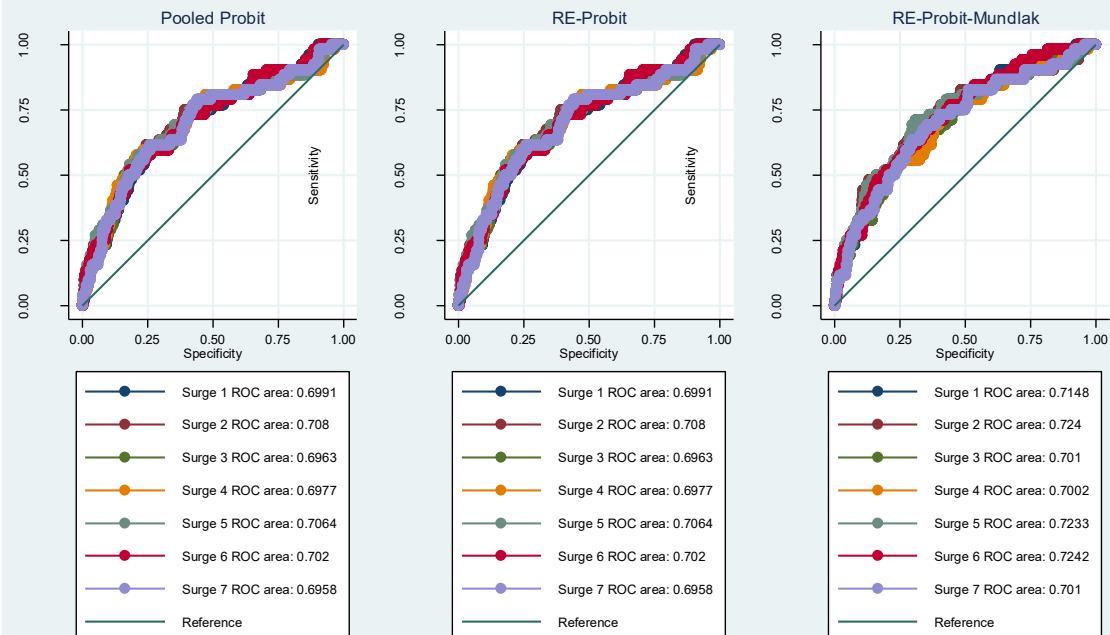 Pooled Probit
1.00
0.75
0.50
0.25
0.00
Sensitivity
0.00 0.25 0.50 0.75 1.00
Specificity
Surge 1 ROC area: 0.6991
Surge 2 ROC area: 0.708
Surge 3 ROC area: 0.6963
Surge 4 ROC area: 0.6977
Surge 5 ROC area: 0.7064
Surge 6 ROC area: 0.702
Surge 7 ROC area: 0.6958
Reference
RE-Probit
1.00
0.75
0.50
0.25
0.00
Sensitivity
0.00 0.25 0.50 0.75 1.00
Specificity
Surge 1 ROC area: 0.6991
Surge 2 ROC area: 0.708
Surge 3 ROC area: 0.6963
Surge 4 ROC area: 0.6977
Surge 5 ROC area: 0.7064
Surge 6 ROC area: 0.702
Surge 7 ROC area: 0.6958
Reference
RE-Probit-Mundlak
1.00
0.75
0.50
0.25
0.00
0.00 0.25 0.50 0.75 1.00
Specificity
Surge 1 ROC area: 0.7148
Surge 2 ROC area: 0.724
Surge 3 ROC area: 0.701
Surge 4 ROC area: 0.7002
Surge 5 ROC area: 0.7233
Surge 6 ROC area: 0.7242
Surge 7 ROC area: 0.701
Reference